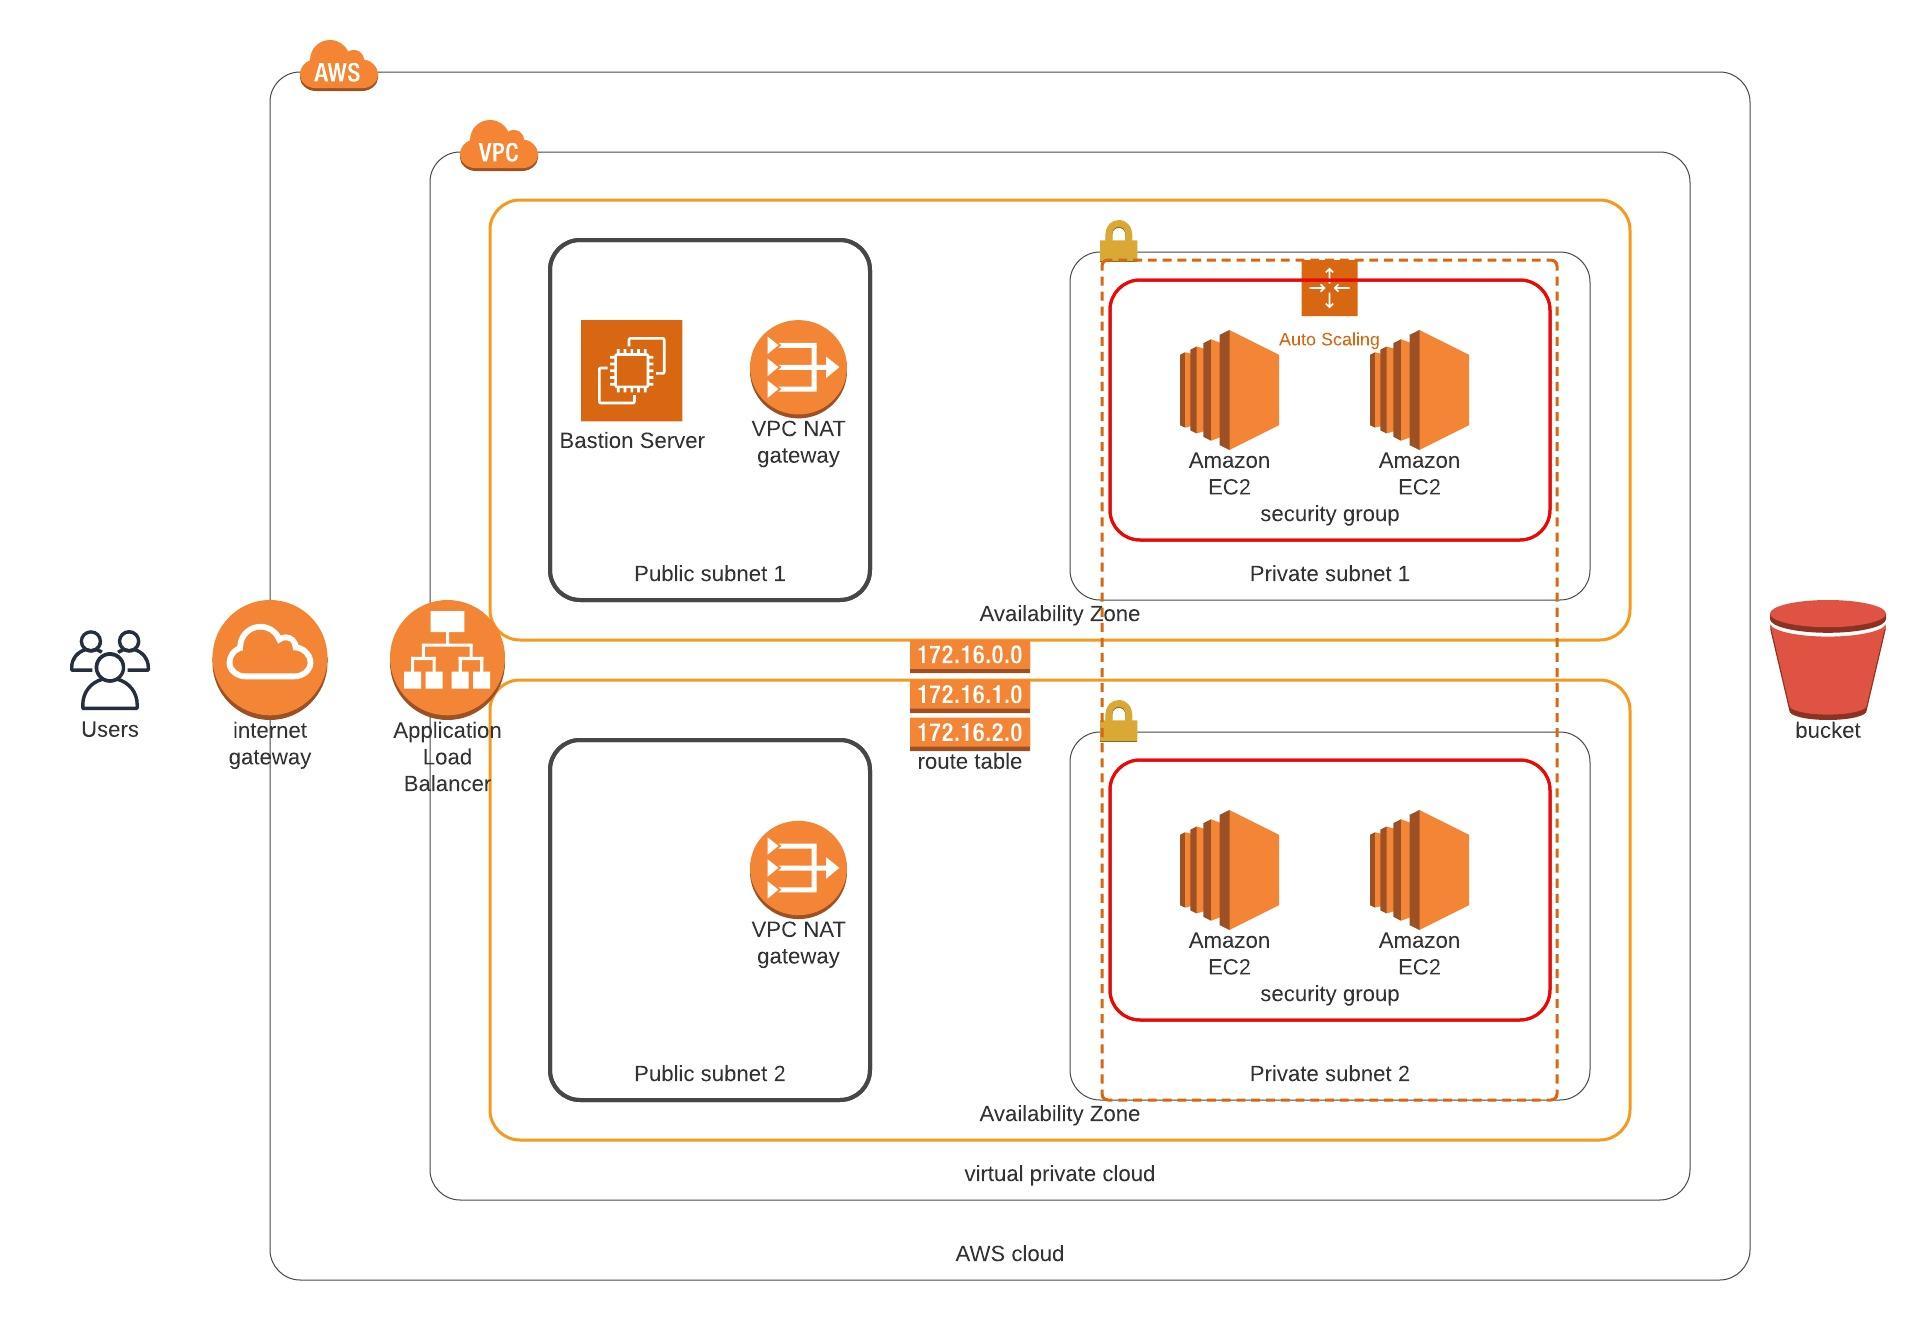 AWS
VPC
Auto Scaling
Bastion Server
VPC NAT
gateway
Amazon
EC2
Amazon
EC2
security group
Public subnet 1
Private subnet 1
Availability Zone
172.16.0.0
172.16.1.0
172.16.2.0
route table
Users
internet
gateway
Application
Load
Balancer
bucket
VPC NAT
gateway
Amazon
EC2
Amazon
EC2
security group
Public subnet 2
Private subnet 2
Availability Zone
virtual private cloud
AWS cloud